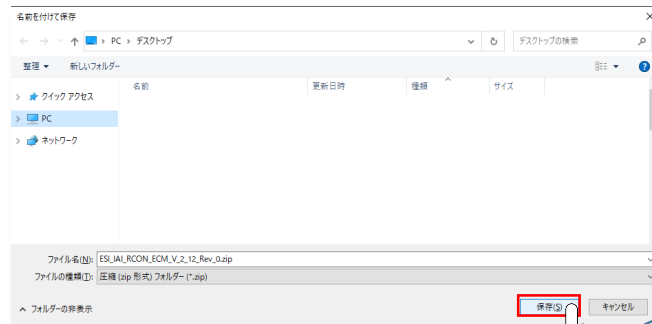 名前を付けて保存
PC › デスクトップ
デスクトップの検索
整理 新しいフォルダー
名前 更新日時 種類 サイズ
クイック アクセス
PC
ネットワーク
ファイル名(N): ESI_IAI_RCON_ECM_V_2_12_Rev_0.zip
ファイルの種類(T): 圧縮 (zip 形式) フォルダー (*.zip)
フォルダーの非表示
保存(S) キャンセル